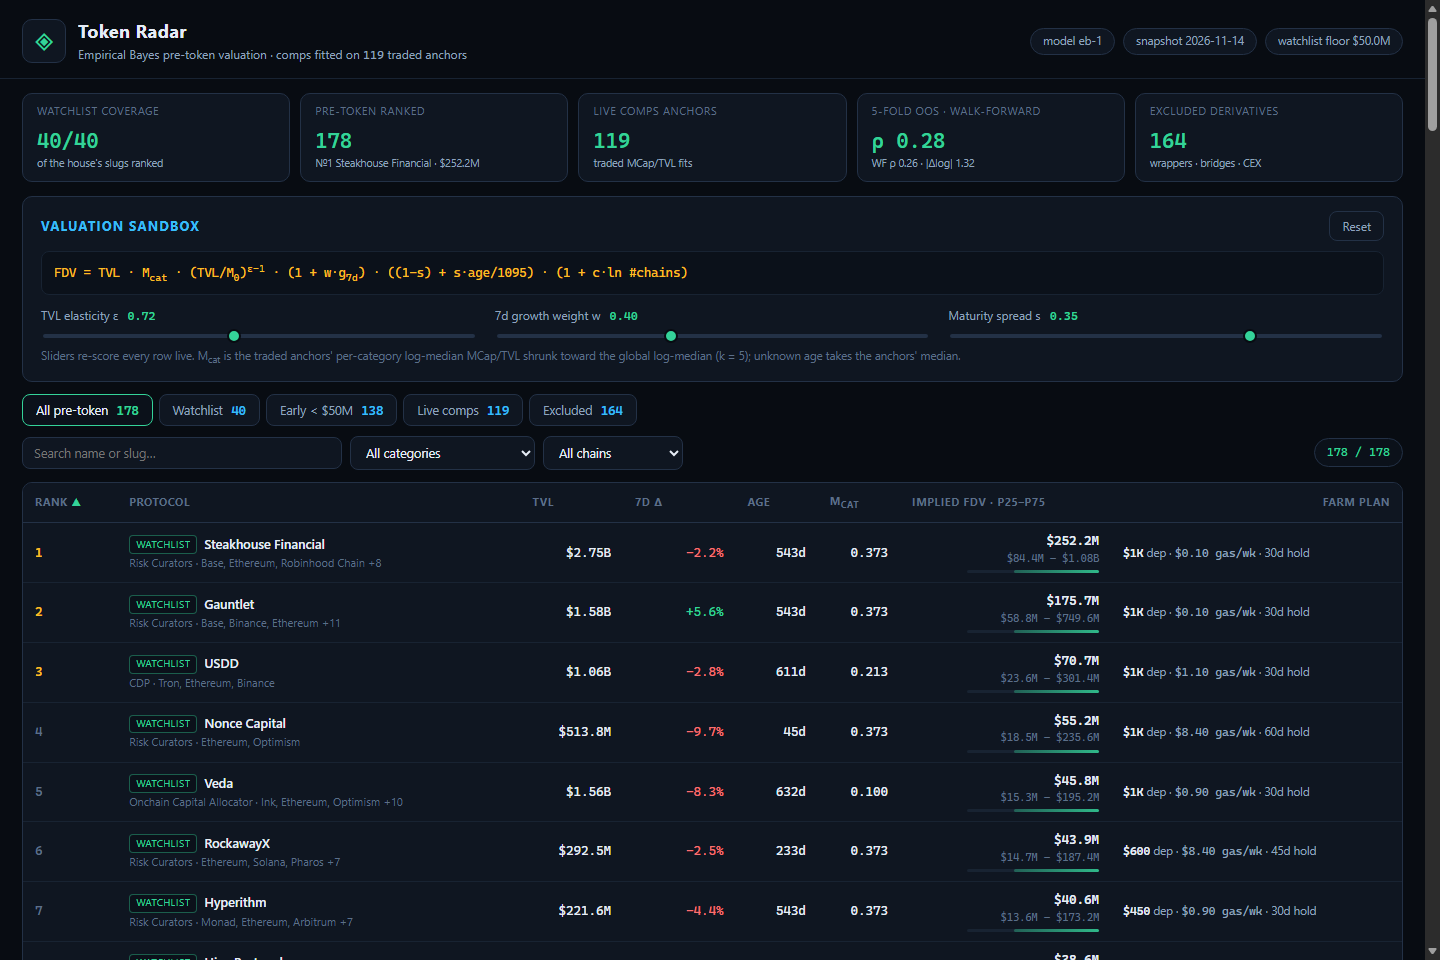 Token Radar
Empirical Bayes pre-token valuation · comps fitted on 119 traded anchors
model eb-1
snapshot 2026-11-14
watchlist floor $50.0M
WATCHLIST COVERAGE
40/40
of the house's slugs ranked
PRE-TOKEN RANKED
178
№1 Steakhouse Financial · $252.2M
LIVE COMPS ANCHORS
119
traded MCap/TVL fits
5-FOLD OOS · WALK-FORWARD
ρ 0.28
WF ρ 0.26 · |Δlog| 1.32
EXCLUDED DERIVATIVES
164
wrappers · bridges · CEX
VALUATION SANDBOX
Reset
FDV = TVL · Mcat · (TVL/M0)^ε−1 · (1 + w·g7d) · ((1−s) + s·age/1095) · (1 + c·ln #chains)
TVL elasticity ε 0.72
7d growth weight w 0.40
Maturity spread s 0.35
Sliders re-score every row live. Mcat is the traded anchors' per-category log-median MCap/TVL shrunk toward the global log-median (k = 5); unknown age takes the anchors' median.
All pre-token 178
Watchlist 40
Early < $50M 138
Live comps 119
Excluded 164
Search name or slug...
All categories
All chains
178 / 178
RANK ▲ PROTOCOL TVL 7D Δ AGE MCAT IMPLIED FDV · P25–P75 FARM PLAN
1 WATCHLIST Steakhouse Financial $2.75B −2.2% 543d 0.373 $252.2M $1K dep · $0.10 gas/wk · 30d hold
Risk Curators · Base, Ethereum, Robinhood Chain +8 $84.4M – $1.08B
2 WATCHLIST Gauntlet $1.58B +5.6% 543d 0.373 $175.7M $1K dep · $0.10 gas/wk · 30d hold
Risk Curators · Base, Binance, Ethereum +11 $58.8M – $749.6M
3 WATCHLIST USDD $1.06B −2.8% 611d 0.213 $70.7M $1K dep · $1.10 gas/wk · 30d hold
CDP · Tron, Ethereum, Binance $23.6M – $301.4M
4 WATCHLIST Nonce Capital $513.8M −9.7% 45d 0.373 $55.2M $1K dep · $8.40 gas/wk · 60d hold
Risk Curators · Ethereum, Optimism $18.5M – $235.6M
5 WATCHLIST Veda $1.56B −8.3% 632d 0.100 $45.8M $1K dep · $0.90 gas/wk · 30d hold
Onchain Capital Allocator · Ink, Ethereum, Optimism +10 $15.3M – $195.2M
6 WATCHLIST RockawayX $292.5M −2.5% 233d 0.373 $43.9M $600 dep · $8.40 gas/wk · 45d hold
Risk Curators · Ethereum, Solana, Pharos +7 $14.7M – $187.4M
7 WATCHLIST Hyperithm $221.6M −4.4% 543d 0.373 $40.6M $450 dep · $0.90 gas/wk · 30d hold
Risk Curators · Monad, Ethereum, Arbitrum +7 $13.6M – $173.2M